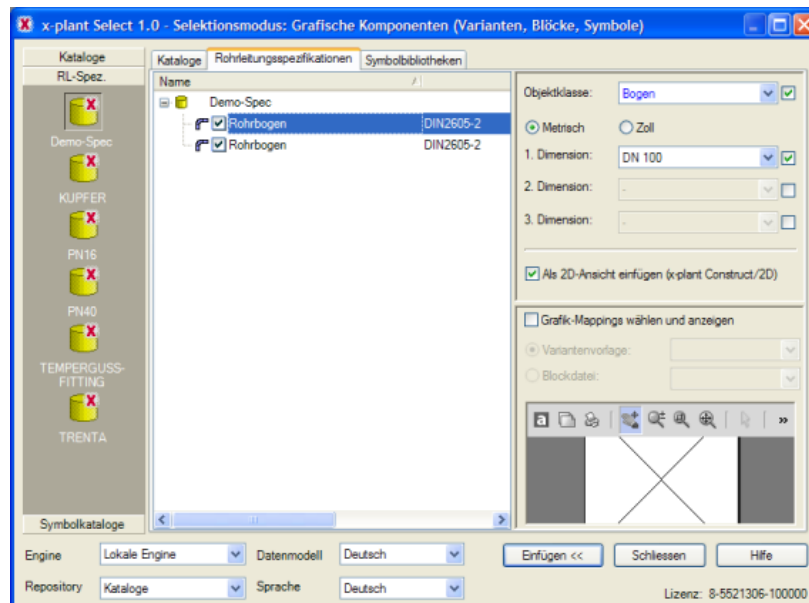 x-plant Select 1.0 - Selektionsmodus: Grafische Komponenten (Varianten, Blöcke, Symbole)
Kataloge
RL-Spez.
Demo-Spec
KUPFER
PN16
PN40
TEMPERGUSS-
FITTING
TRENTA
Symbolkataloge
Kataloge Rohrleitungsspezifikationen Symbolbibliotheken
Name
Demo-Spec
Rohrbogen DIN2605-2
Rohrbogen DIN2605-2
Objektklasse: Bogen
Metrisch Zoll
1. Dimension: DN 100
2. Dimension: -
3. Dimension: -
Als 2D-Ansicht einfügen (x-plant Construct/2D)
Grafik-Mappings wählen und anzeigen
Variantenvorlage:
Blockdatei:
a
»
Engine Lokale Engine Datenmodell Deutsch Einfügen << Schliessen Hilfe
Repository Kataloge Sprache Deutsch
Lizenz: 8-5521306-100000